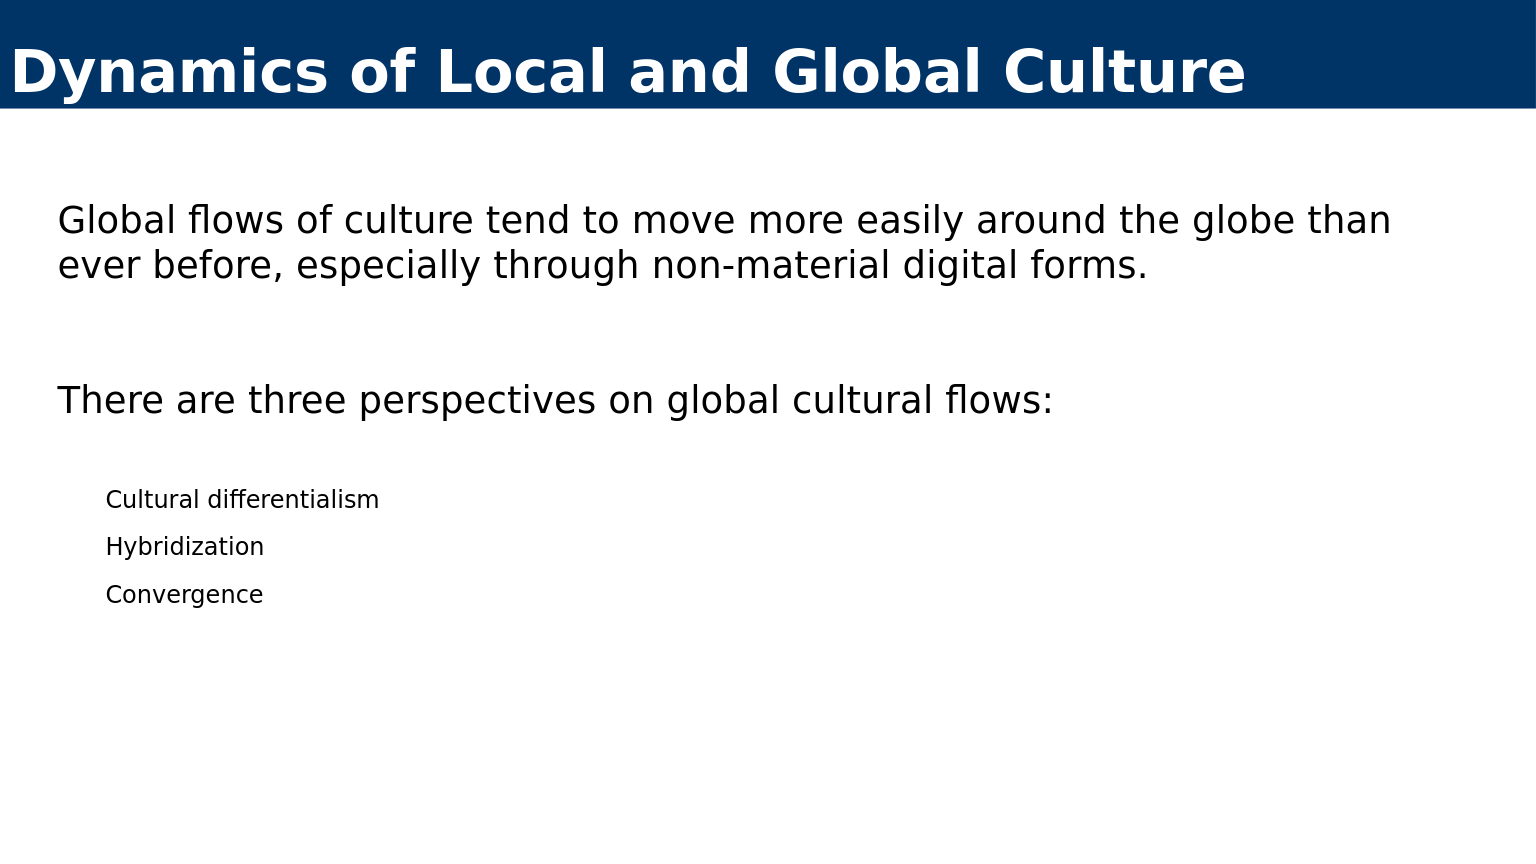 Dynamics of Local and Global Culture
Global flows of culture tend to move more easily around the globe than
ever before, especially through non-material digital forms.
There are three perspectives on global cultural flows:
Cultural differentialism
Hybridization
Convergence